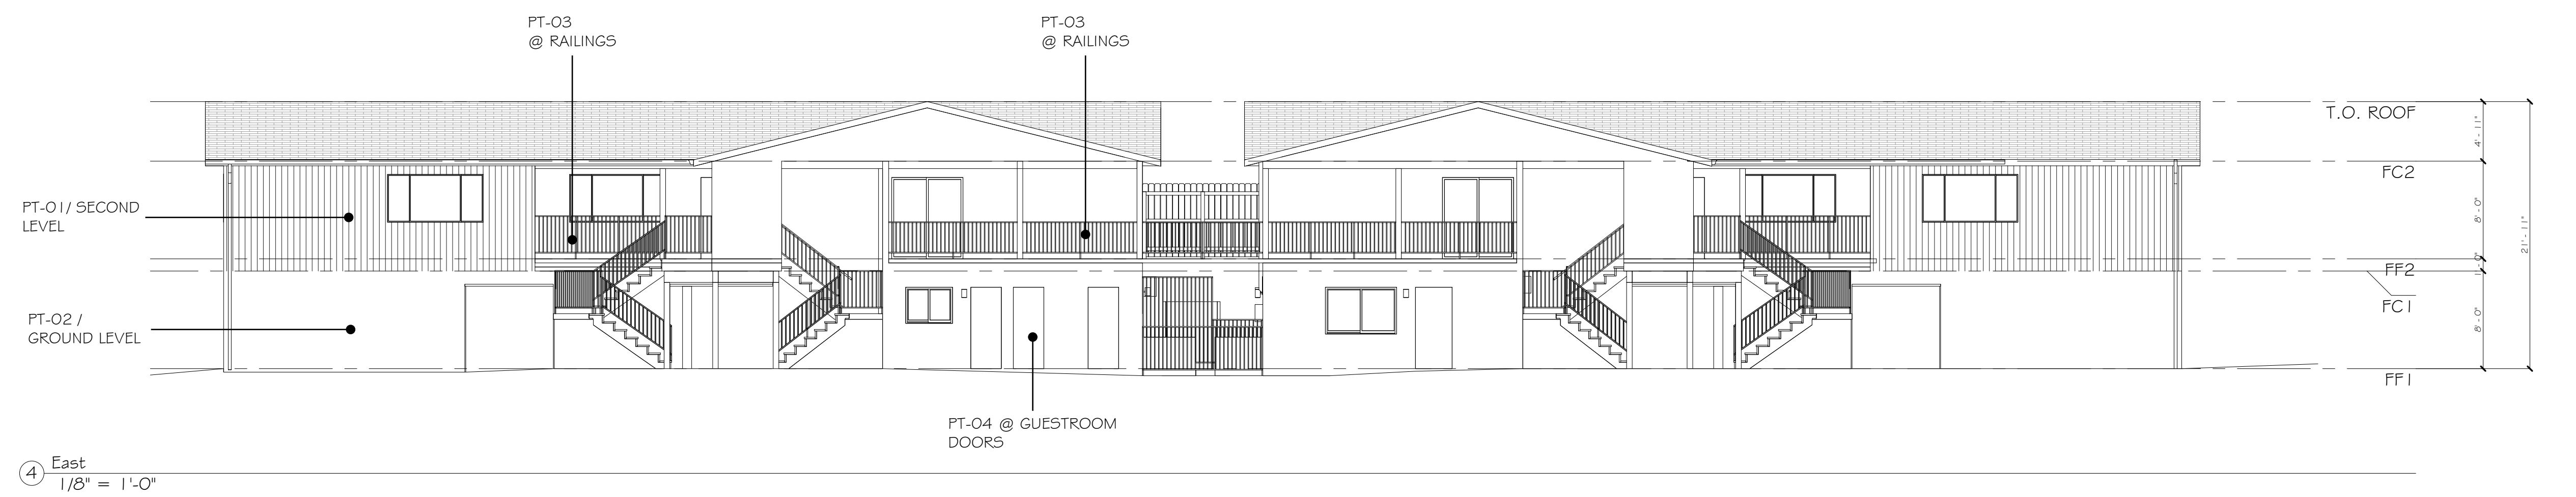 PT-03
@ RAILINGS
PT-03
@ RAILINGS
T.O. ROOF
4' - 11"
FC2
PT-01/ SECOND
LEVEL
8' - 0"
21' - 11"
1' - 0"
FF2
FC1
PT-02 /
GROUND LEVEL
8' - 0"
FF1
PT-04 @ GUESTROOM
DOORS
4
East
1/8" = 1'-0"